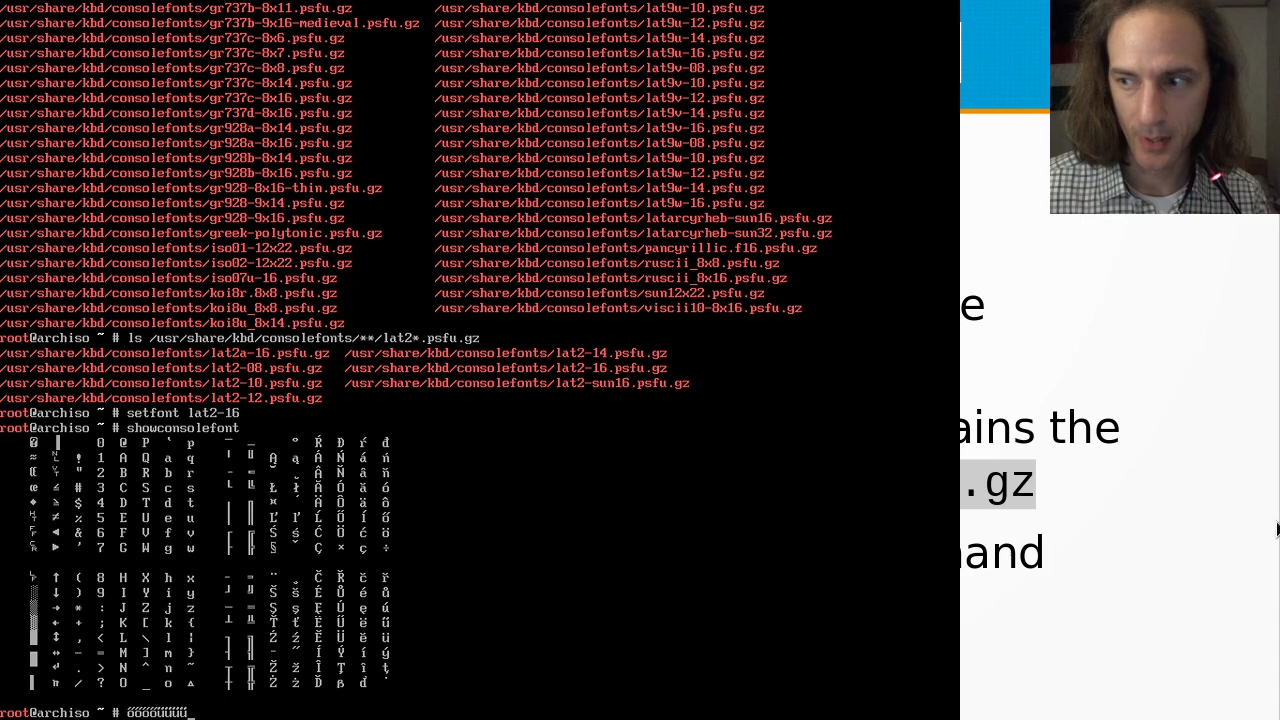 /usr/share/kbd/consolefonts/gr737b-8x11.psfu.gz /usr/share/kbd/consolefonts/lat9u-10.psfu.gz
/usr/share/kbd/consolefonts/gr737b-9x16-medieval.psfu.gz /usr/share/kbd/consolefonts/lat9u-12.psfu.gz
/usr/share/kbd/consolefonts/gr737c-8x6.psfu.gz /usr/share/kbd/consolefonts/lat9u-14.psfu.gz
/usr/share/kbd/consolefonts/gr737c-8x7.psfu.gz /usr/share/kbd/consolefonts/lat9u-16.psfu.gz
/usr/share/kbd/consolefonts/gr737c-8x8.psfu.gz /usr/share/kbd/consolefonts/lat9v-08.psfu.gz
/usr/share/kbd/consolefonts/gr737c-8x14.psfu.gz /usr/share/kbd/consolefonts/lat9v-10.psfu.gz
/usr/share/kbd/consolefonts/gr737c-8x16.psfu.gz /usr/share/kbd/consolefonts/lat9v-12.psfu.gz
/usr/share/kbd/consolefonts/gr737d-8x16.psfu.gz /usr/share/kbd/consolefonts/lat9v-14.psfu.gz
/usr/share/kbd/consolefonts/gr928a-8x14.psfu.gz /usr/share/kbd/consolefonts/lat9v-16.psfu.gz
/usr/share/kbd/consolefonts/gr928a-8x16.psfu.gz /usr/share/kbd/consolefonts/lat9w-08.psfu.gz
/usr/share/kbd/consolefonts/gr928b-8x14.psfu.gz /usr/share/kbd/consolefonts/lat9w-10.psfu.gz
/usr/share/kbd/consolefonts/gr928b-8x16.psfu.gz /usr/share/kbd/consolefonts/lat9w-12.psfu.gz
/usr/share/kbd/consolefonts/gr928-8x16-thin.psfu.gz /usr/share/kbd/consolefonts/lat9w-14.psfu.gz
/usr/share/kbd/consolefonts/gr928-9x14.psfu.gz /usr/share/kbd/consolefonts/lat9w-16.psfu.gz
/usr/share/kbd/consolefonts/gr928-9x16.psfu.gz /usr/share/kbd/consolefonts/latarcyrheb-sun16.psfu.gz
/usr/share/kbd/consolefonts/greek-polytonic.psfu.gz /usr/share/kbd/consolefonts/latarcyrheb-sun32.psfu.gz
/usr/share/kbd/consolefonts/iso01-12x22.psfu.gz /usr/share/kbd/consolefonts/pancyrillic.f16.psfu.gz
/usr/share/kbd/consolefonts/iso02-12x22.psfu.gz /usr/share/kbd/consolefonts/ruscii_8x8.psfu.gz
/usr/share/kbd/consolefonts/iso07u-16.psfu.gz /usr/share/kbd/consolefonts/ruscii_8x16.psfu.gz
/usr/share/kbd/consolefonts/koi8r.8x8.psfu.gz /usr/share/kbd/consolefonts/sun12x22.psfu.gz
/usr/share/kbd/consolefonts/koi8u_8x8.psfu.gz /usr/share/kbd/consolefonts/viscii10-8x16.psfu.gz
/usr/share/kbd/consolefonts/koi8u_8x14.psfu.gz
root@archiso ~ # ls /usr/share/kbd/consolefonts/**/lat2*.psfu.gz
/usr/share/kbd/consolefonts/lat2a-16.psfu.gz /usr/share/kbd/consolefonts/lat2-14.psfu.gz
/usr/share/kbd/consolefonts/lat2-08.psfu.gz /usr/share/kbd/consolefonts/lat2-16.psfu.gz
/usr/share/kbd/consolefonts/lat2-10.psfu.gz /usr/share/kbd/consolefonts/lat2-sun16.psfu.gz
/usr/share/kbd/consolefonts/lat2-12.psfu.gz
root@archiso ~ # setfont lat2-16
root@archiso ~ # showconsolefont
0 @ P ` p ¯ _ ° Ŕ Đ ŕ đ
≈ ! 1 A Q a q Ą ą Á Ń á ń
" 2 B R b r ˘ ˛ Â Ň â ň
œ ≤ # 3 C S c s Ł ł Ă Ó ă ó
♦ ≥ $ 4 D T d t ¤ ´ Ä Ô ä ô
≠ % 5 E U e u │ ║ Ľ ľ Ĺ Ő ĺ ő
◄ & 6 F V f v ┌ ╔ Ś ś Ć Ö ć ö
► ' 7 G W g w ├ ╠ § ˇ Ç × ç ÷
↑ ( 8 H X h x - = ¨ ¸ Č Ř č ř
░ ↓ ) 9 I Y i y ┘ ╝ Š š É Ů é ů
▒ → * : J Z j z ─ ═ Ş ş Ę Ú ę ú
▓ ← + ; K [ k { ┴ ╩ Ť ť Ë Ű ë ű
█ ↕ , < L \ l ¦ ┐ ╗ Ź ź Ě Ü ě ü
▄ ↔ - = M ] m } ┤ ╣ - ˝ Í Ý í ý
↵ . > N ^ n ~ ┬ ╦ Ž ž Î Ţ î ţ
▌ π / ? O _ o ┼ ╬ Ż ż Ď ß ď ˙
root@archiso ~ # őőőőűűűű_
e
ains the
.gz
nand